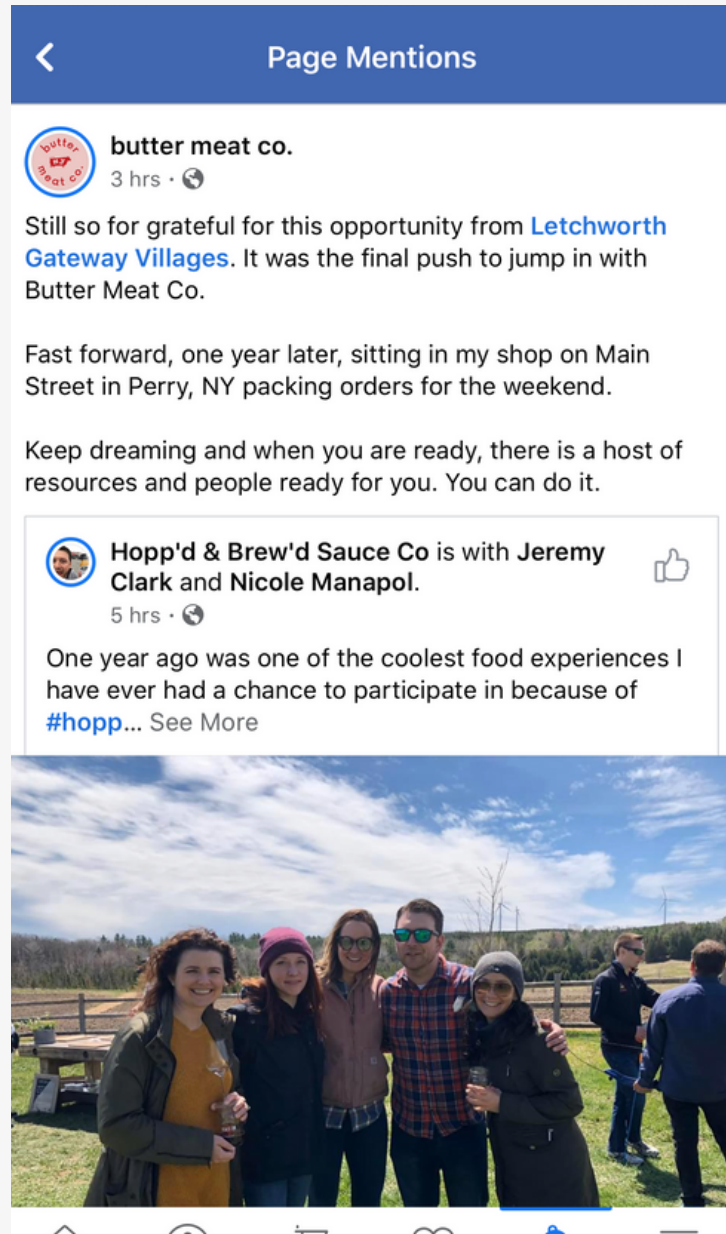 Page Mentions
butter meat co.
butter
meat co.
3 hrs ·
Still so for grateful for this opportunity from Letchworth
Gateway Villages. It was the final push to jump in with
Butter Meat Co.
Fast forward, one year later, sitting in my shop on Main
Street in Perry, NY packing orders for the weekend.
Keep dreaming and when you are ready, there is a host of
resources and people ready for you. You can do it.
Hopp'd & Brew'd Sauce Co is with Jeremy
Clark and Nicole Manapol.
5 hrs ·
One year ago was one of the coolest food experiences I
have ever had a chance to participate in because of
#hopp... See More